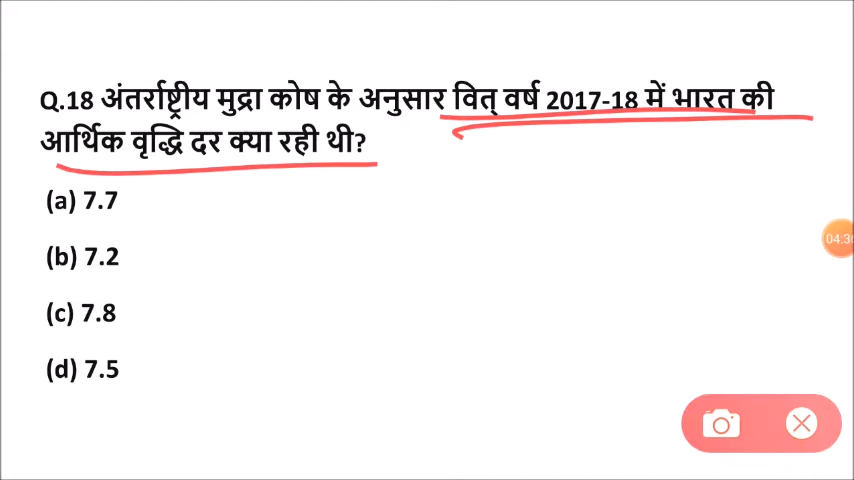 Q.18 अंतर्राष्ट्रीय मुद्रा कोष के अनुसार वित् वर्ष 2017-18 में भारत की
आर्थिक वृद्धि दर क्या रही थी?
(a) 7.7
(b) 7.2
(c) 7.8
(d) 7.5